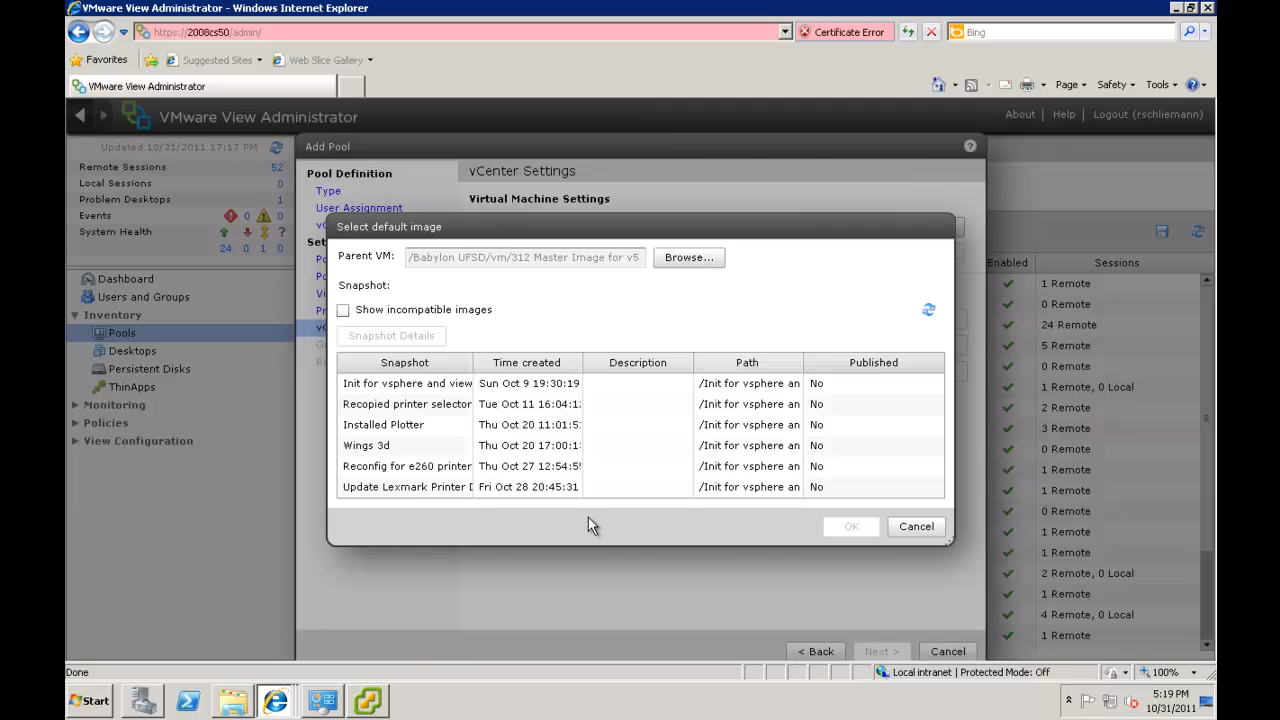 VMware View Administrator - Windows Internet Explorer
https://2008cs50/admin/
Certificate Error
Bing
Favorites
Suggested Sites
Web Slice Gallery
VMware View Administrator
Page
Safety
Tools
VMware View Administrator
About
Help
Logout (rschliemann)
Updated 10/31/2011 17:17 PM
Remote Sessions 52
Local Sessions 0
Problem Desktops 1
Events 0 0
System Health
24 0 1 0
Dashboard
Users and Groups
Inventory
Pools
Desktops
Persistent Disks
ThinApps
Monitoring
Policies
View Configuration
Add Pool
Pool Definition
Type
User Assignment
vCenter Settings
Virtual Machine Settings
Select default image
Parent VM: /Babylon UFSD/vm/312 Master Image for v5
Browse...
Snapshot:
Show incompatible images
Snapshot Details
Snapshot Time created Description Path Published
Init for vsphere and view Sun Oct 9 19:30:19 /Init for vsphere an No
Recopied printer selector Tue Oct 11 16:04:1 /Init for vsphere an No
Installed Plotter Thu Oct 20 11:01:5 /Init for vsphere an No
Wings 3d Thu Oct 20 17:00:1 /Init for vsphere an No
Reconfig for e260 printer Thu Oct 27 12:54:5 /Init for vsphere an No
Update Lexmark Printer D Fri Oct 28 20:45:31 /Init for vsphere an No
OK
Cancel
< Back
Next >
Cancel
Enabled Sessions
1 Remote
0 Remote
24 Remote
5 Remote
0 Remote
1 Remote, 0 Local
2 Remote
3 Remote
0 Remote
1 Remote
1 Remote
0 Remote
1 Remote
1 Remote
2 Remote, 0 Local
1 Remote
4 Remote, 0 Local
1 Remote
Done
Local intranet | Protected Mode: Off
100%
Start
5:19 PM
10/31/2011